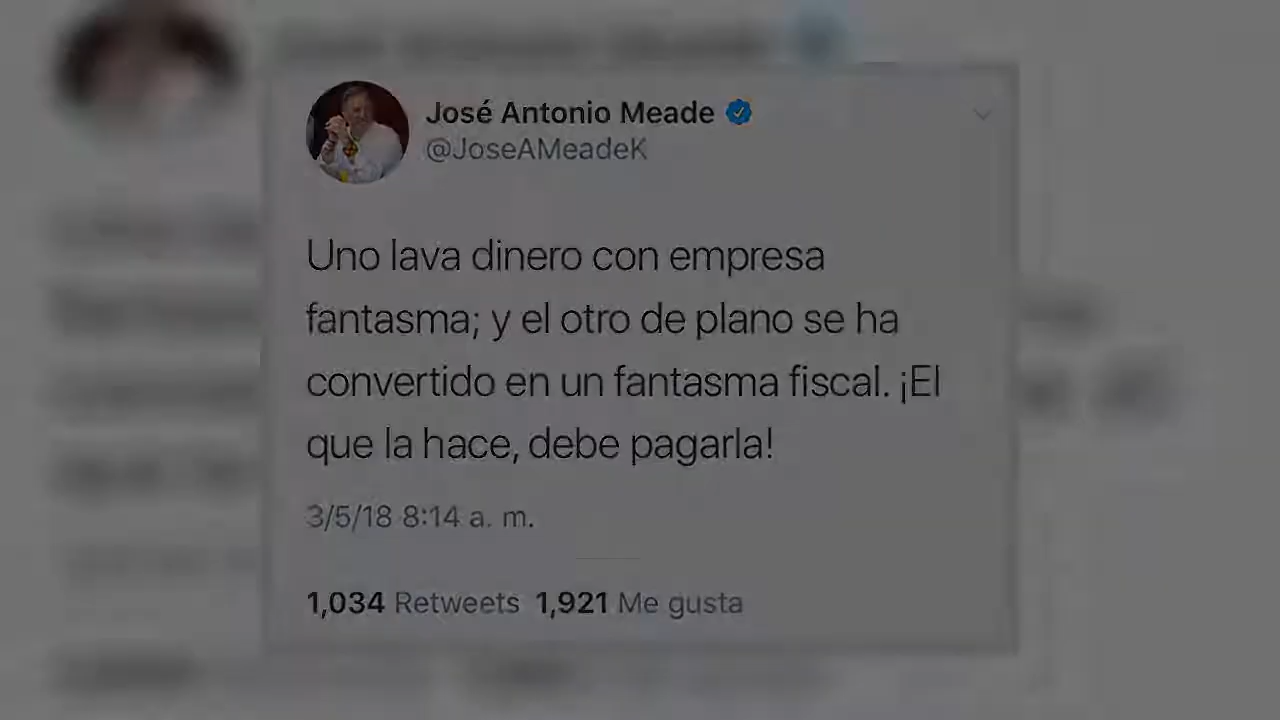 José Antonio Meade
@JoseAMeadeK
Uno lava dinero con empresa
fantasma; y el otro de plano se ha
convertido en un fantasma fiscal. ¡El
que la hace, debe pagarla!
3/5/18 8:14 a. m.
1,034 Retweets 1,921 Me gusta